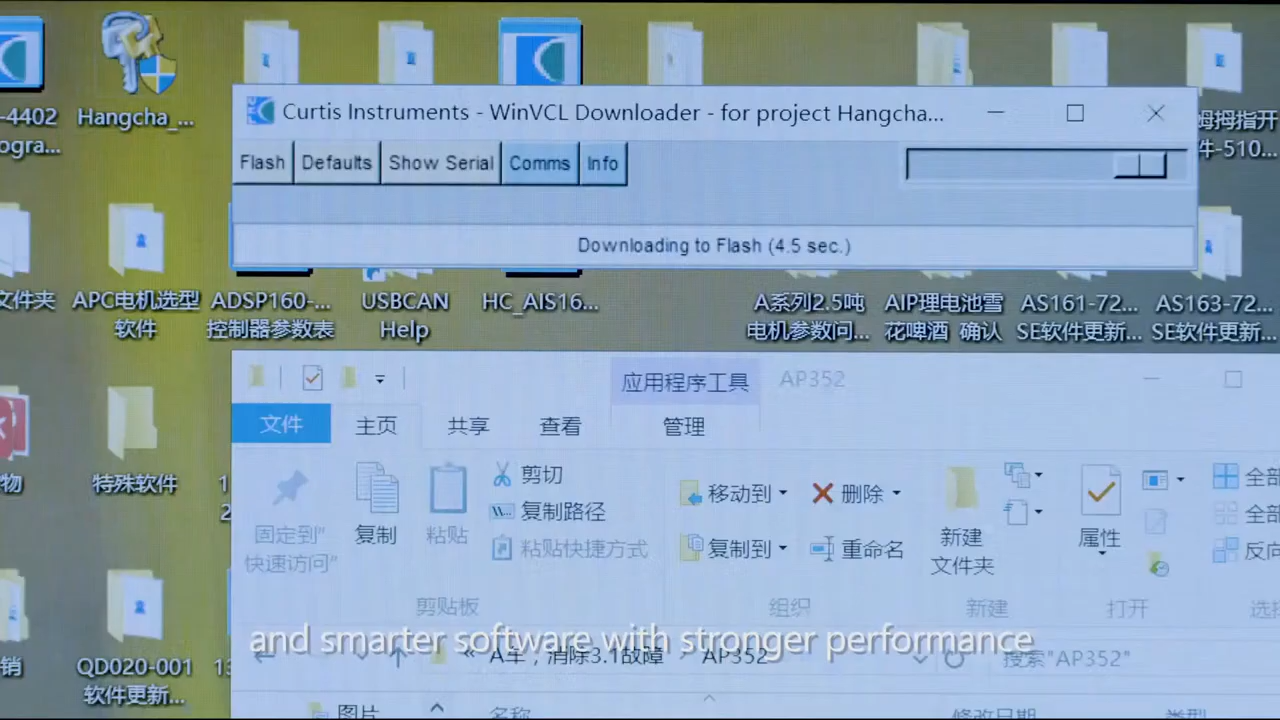 -4402
ogra...
Hangcha_...
Curtis Instruments - WinVCL Downloader - for project Hangcha...
Flash
Defaults
Show Serial
Comms
Info
Downloading to Flash (4.5 sec.)
姆拇指开
件-510...
文件夹
APC电机选型
软件
ADSP160-...
控制器参数表
USBCAN
Help
HC_AIS16...
A系列2.5吨
电机参数问...
AIP理电池雪
花啤酒 确认
AS161-72...
SE软件更新...
AS163-72...
SE软件更新...
应用程序工具
AP352
文件
主页
共享
查看
管理
固定到"
快速访问"
复制
粘贴
剪切
复制路径
粘贴快捷方式
剪贴板
移动到
删除
复制到
重命名
组织
新建
文件夹
新建
属性
打开
全部
全部
反向
选择
物
特殊软件
1
2
and smarter software with stronger performance
« A车，消除3.1故障 › AP352
搜索"AP352"
销
QD020-001
软件更新...
13
图片
名称
修改日期
类型